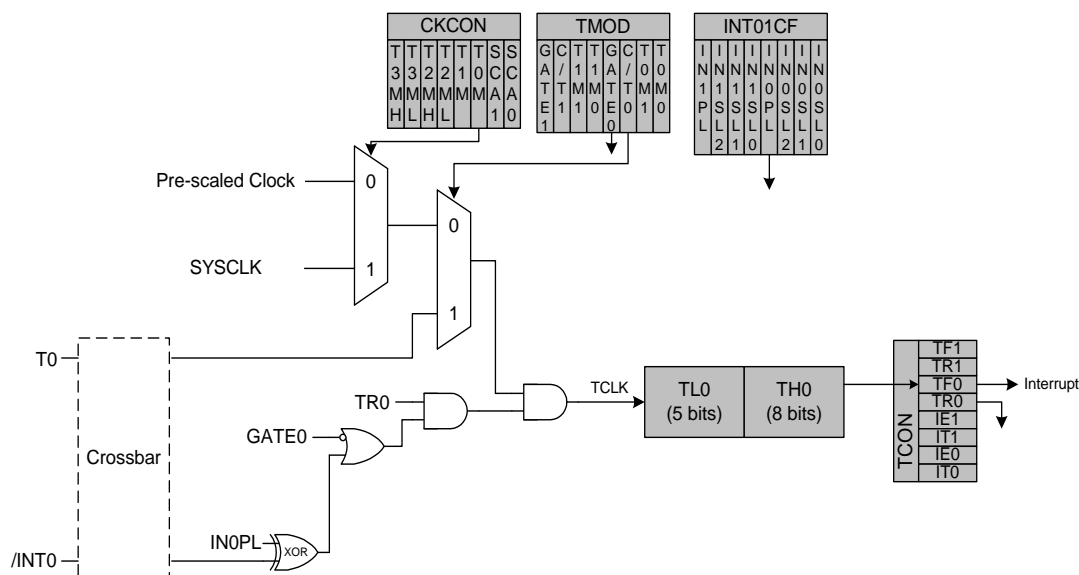 CKCON
T3MH
T3ML
T2MH
T2ML
T1M
T0M
SCA1
SCA0
TMOD
GATE1
C/T1
T1M1
T1M0
GATE0
C/T0
T0M1
T0M0
INT01CF
IN1PL
IN1SL2
IN1SL1
IN1SL0
IN0PL
IN0SL2
IN0SL1
IN0SL0
Pre-scaled Clock
0
SYSCLK
1
0
1
T0
Crossbar
/INT0
TR0
GATE0
IN0PL
XOR
TCLK
TL0
(5 bits)
TH0
(8 bits)
TCON
TF1
TR1
TF0
TR0
IE1
IT1
IE0
IT0
Interrupt